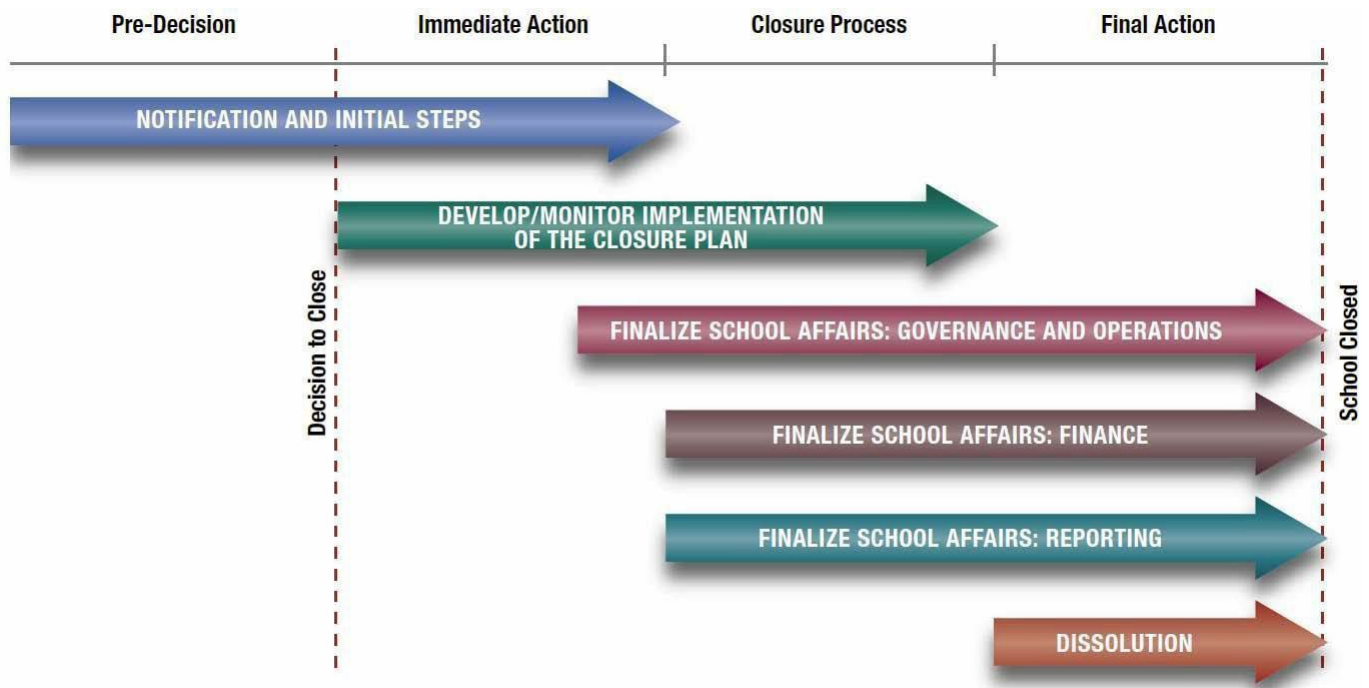 Pre-Decision
Immediate Action
Closure Process
Final Action
NOTIFICATION AND INITIAL STEPS
DEVELOP/MONITOR IMPLEMENTATION
OF THE CLOSURE PLAN
Decision to Close
FINALIZE SCHOOL AFFAIRS: GOVERNANCE AND OPERATIONS
School Closed
FINALIZE SCHOOL AFFAIRS: FINANCE
FINALIZE SCHOOL AFFAIRS: REPORTING
DISSOLUTION